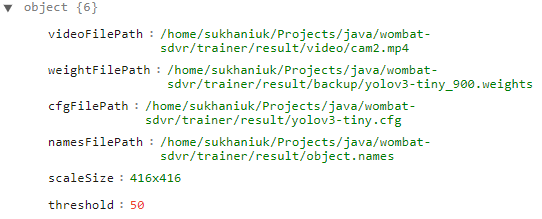 object {6}
videoFilePath : /home/sukhaniuk/Projects/java/wombat-
sdvr/trainer/result/video/cam2.mp4
weightFilePath : /home/sukhaniuk/Projects/java/wombat-
sdvr/trainer/result/backup/yolov3-tiny_900.weights
cfgFilePath : /home/sukhaniuk/Projects/java/wombat-
sdvr/trainer/result/yolov3-tiny.cfg
namesFilePath : /home/sukhaniuk/Projects/java/wombat-
sdvr/trainer/result/object.names
scaleSize : 416x416
threshold : 50